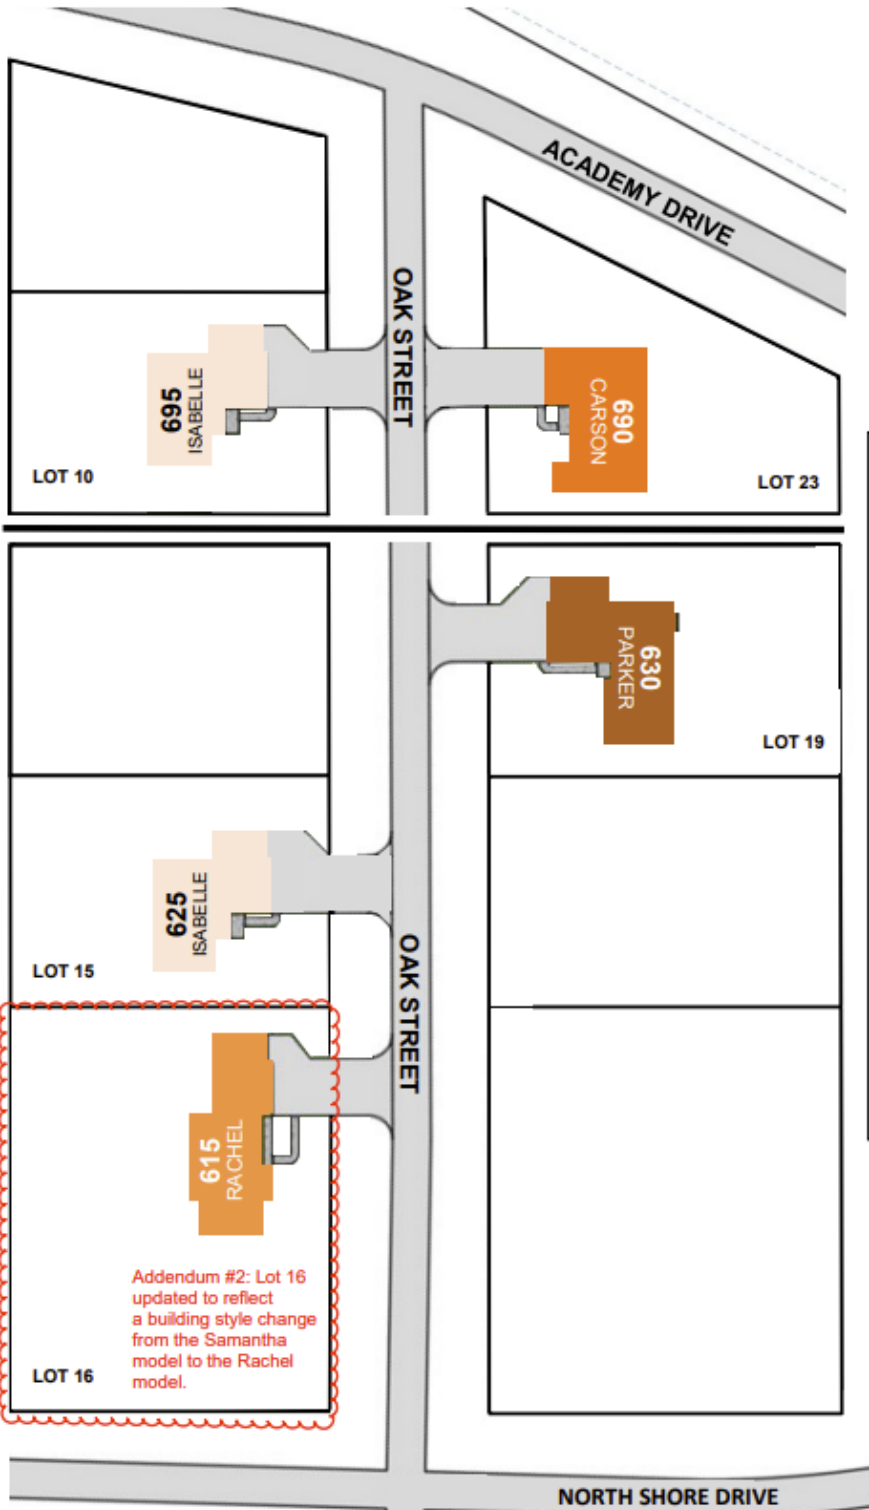 ACADEMY DRIVE
OAK STREET
695
ISABELLE
LOT 10
690
CARSON
LOT 23
630
PARKER
LOT 19
625
ISABELLE
LOT 15
OAK STREET
615
RACHEL
Addendum #2: Lot 16
updated to reflect
a building style change
from the Samantha
model to the Rachel
model.
LOT 16
NORTH SHORE DRIVE